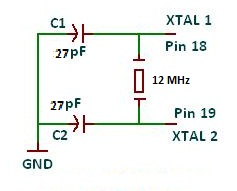 C1
XTAL 1
27pF
Pin 18
12 MHz
27pF
Pin 19
C2
XTAL 2
GND